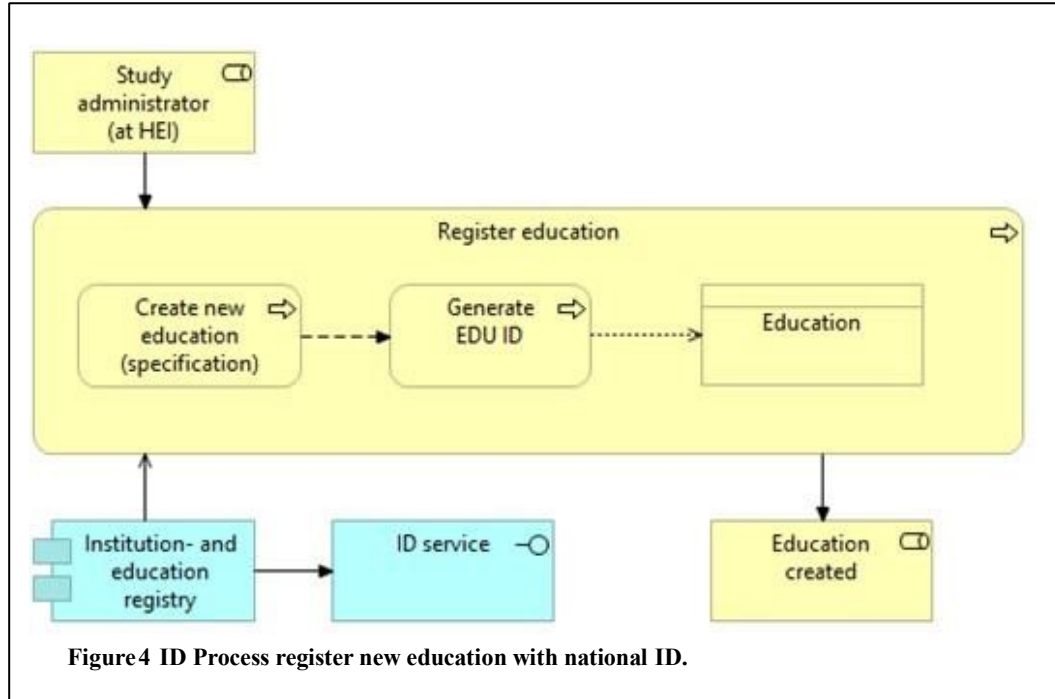 Study
administrator
(at HEI)
Register education
Create new
education
(specification)
Generate
EDU ID
Education
Institution- and
education
registry
ID service
Education
created
Figure 4 ID Process register new education with national ID.